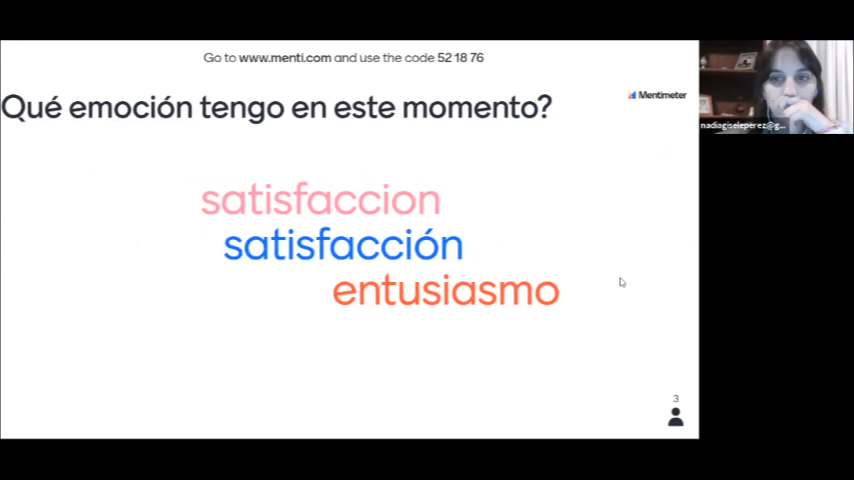 Go to www.menti.com and use the code 52 18 76
Qué emoción tengo en este momento?
Mentimeter
nadiagiseleperez@g...
satisfaccion
satisfacción
entusiasmo
3